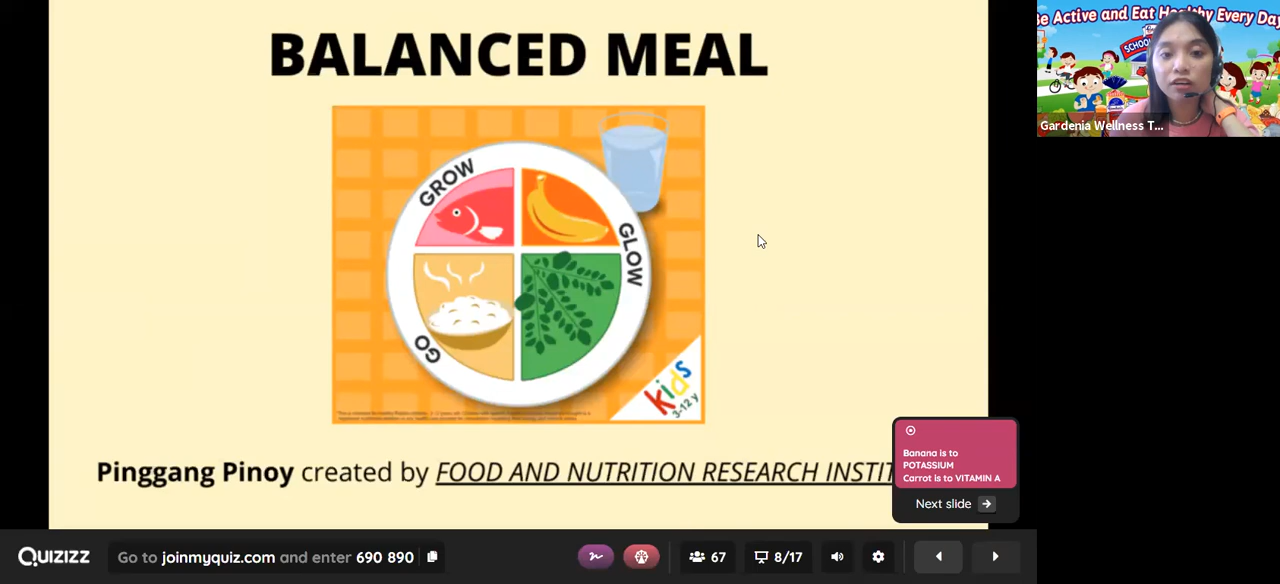 BALANCED MEAL
GROW
GLOW
GO
kids
3-12 y
Pinggang Pinoy created by FOOD AND NUTRITION RESEARCH INSTIT
Be Active and Eat Healthy Every Day
SCHOOL
Gardenia Wellness T...
Banana is to
POTASSIUM
Carrot is to VITAMIN A
Next slide
QUIZIZZ
Go to joinmyquiz.com and enter 690 890
67
8/17